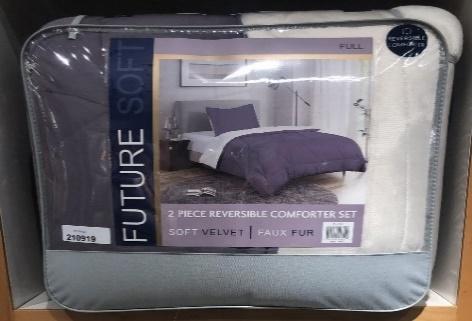 FULL
REVERSIBLE
COMFORTER
FUTURE SOFT
2 PIECE REVERSIBLE COMFORTER SET
SOFT VELVET | FAUX FUR
210919